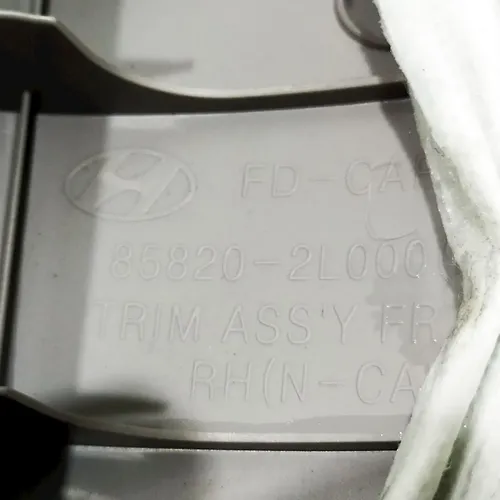 FD-CA
85820-2L000
TRIM ASS'Y FR
RH(N-CA